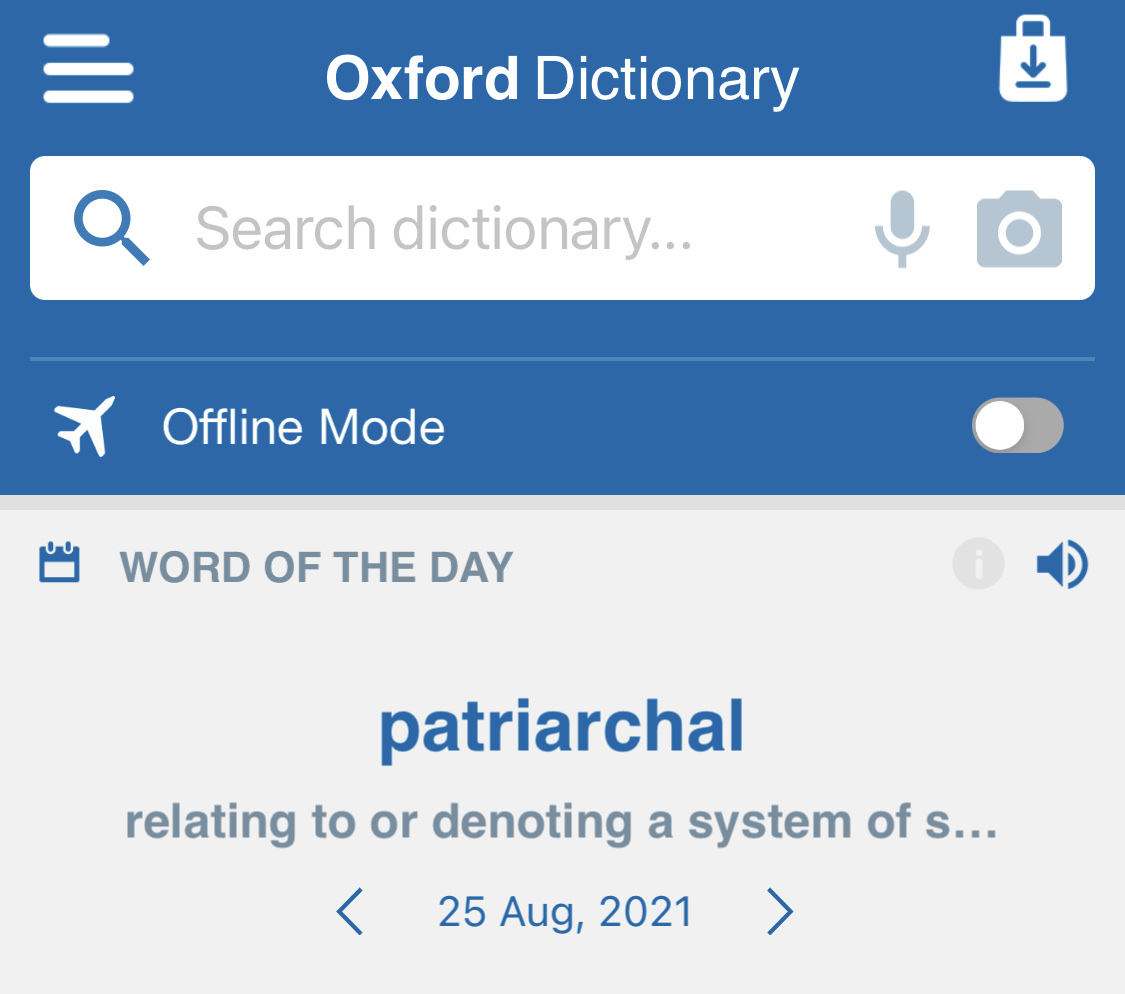 Oxford Dictionary
Search dictionary...
Offline Mode
WORD OF THE DAY
patriarchal
relating to or denoting a system of s...
25 Aug, 2021